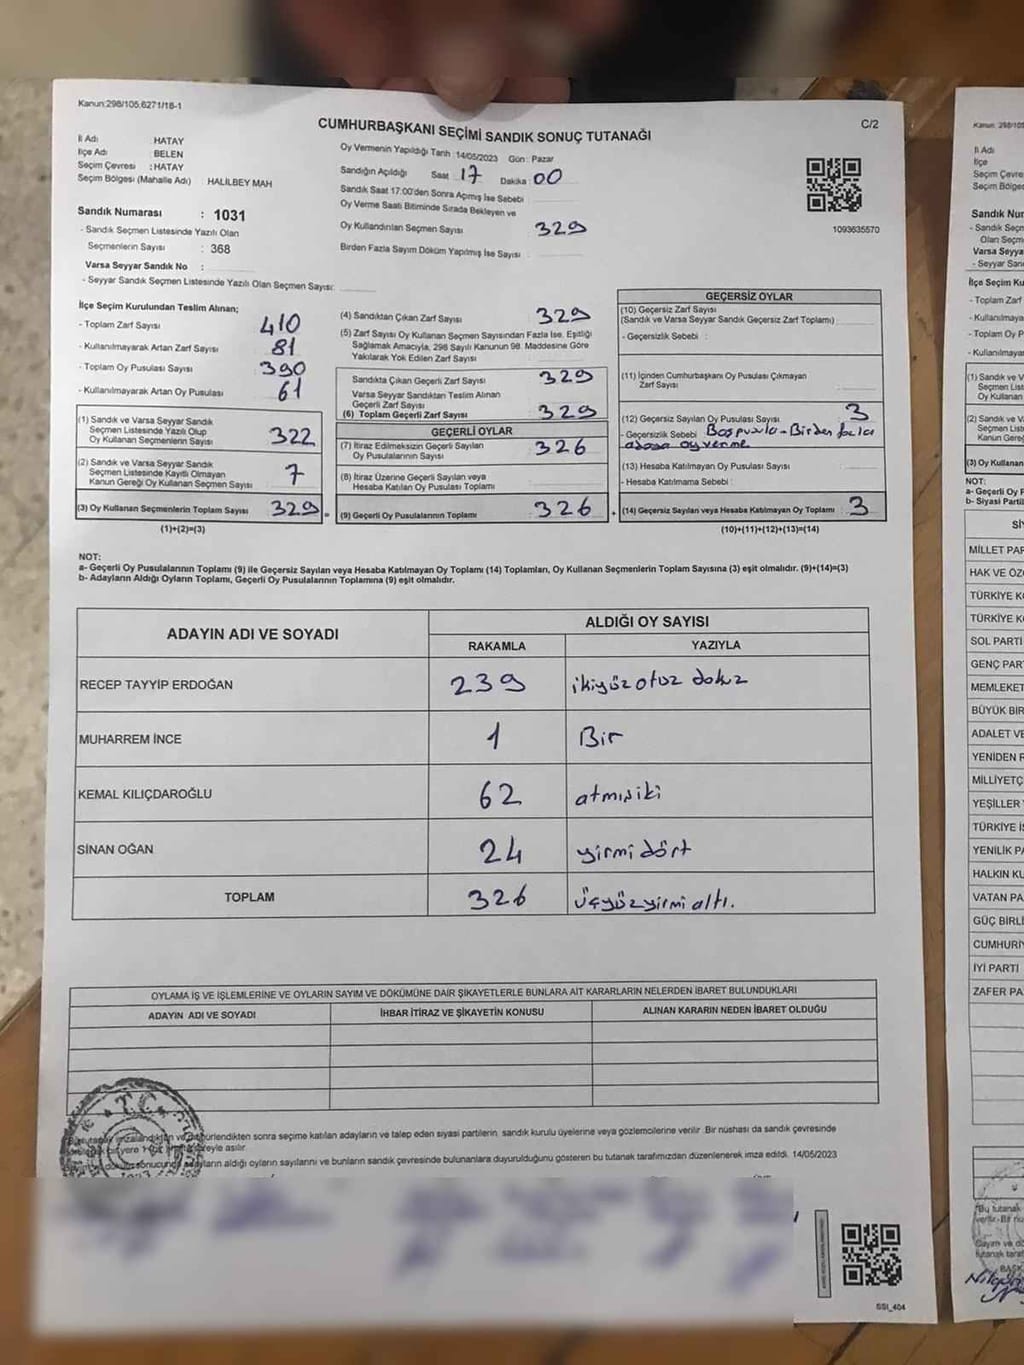 Kanun:298/105.6271/18-1
CUMHURBAŞKANI SEÇİMİ SANDIK SONUÇ TUTANAĞI
C/2
İl Adı : HATAY
İlçe Adı : BELEN
Seçim Çevresi : HATAY
Seçim Bölgesi (Mahalle Adı) : HALİLBEY MAH
Sandık Numarası : 1031
- Sandık Seçmen Listesinde Yazılı Olan
Seçmenlerin Sayısı : 368
Varsa Seyyar Sandık No :
- Seyyar Sandık Seçmen Listesinde Yazılı Olan Seçmen Sayısı:
Oy Vermenin Yapıldığı Tarih :14/05/2023 Gün : Pazar
Sandığın Açıldığı Saat 17 Dakika : 00
Sandık Saat 17:00'den Sonra Açımış İse Sebebi
Oy Verme Saati Bitiminde Sırada Bekleyen ve
Oy Kullandırılan Seçmen Sayısı 329
Birden Fazla Sayım Döküm Yapılmış İse Sayısı
1093635570
İlçe Seçim Kurulundan Teslim Alınan;
- Toplam Zarf Sayısı 410
- Kullanılmayarak Artan Zarf Sayısı 81
- Toplam Oy Pusulası Sayısı 390
- Kullanılmayarak Artan Oy Pusulası 61
(1) Sandık ve Varsa Seyyar Sandık
Seçmen Listesinde Yazılı Olup
Oy Kullanan Seçmenlerin Sayısı 322
(2) Sandık ve Varsa Seyyar Sandık
Seçmen Listesinde Kayıtlı Olmayan
Kanun Gereği Oy Kullanan Seçmen Sayısı 7
(3) Oy Kullanan Seçmenlerin Toplam Sayısı 329
(1)+(2)=(3)
(4) Sandıktan Çıkan Zarf Sayısı 329
(5) Zarf Sayısı Oy Kullanan Seçmen Sayısından Fazla İse, Eşitliği
Sağlamak Amacıyla, 298 Sayılı Kanunun 98. Maddesine Göre
Yakılarak Yok Edilen Zarf Sayısı
Sandıkta Çıkan Geçerli Zarf Sayısı 329
Varsa Seyyar Sandıktan Teslim Alınan
Geçerli Zarf Sayısı
(6) Toplam Geçerli Zarf Sayısı 329
GEÇERLİ OYLAR
(7) İtiraz Edilmeksizin Geçerli Sayılan
Oy Pusulalarının Sayısı 326
(8) İtiraz Üzerine Geçerli Sayılan veya
Hesaba Katılan Oy Pusulası Toplamı
(9) Geçerli Oy Pusulalarının Toplamı 326
GEÇERSİZ OYLAR
(10) Geçersiz Zarf Sayısı
(Sandık ve Varsa Seyyar Sandık Geçersiz Zarf Toplamı)
- Geçersizlik Sebebi :
(11) İçinden Cumhurbaşkanı Oy Pusulası Çıkmayan
Zarf Sayısı
(12) Geçersiz Sayılan Oy Pusulası Sayısı 3
- Geçersizlik Sebebi Boş pusula - Birden fazla
adaya oy verme
(13) Hesaba Katılmayan Oy Pusulası Sayısı
- Hesaba Katılmama Sebebi :
(14) Geçersiz Sayılan veya Hesaba Katılmayan Oy Toplamı 3
(10)+(11)+(12)+(13)=(14)
NOT:
a- Geçerli Oy Pusulalarının Toplamı (9) ile Geçersiz Sayılan veya Hesaba Katılmayan Oy Toplamı (14) Toplamları, Oy Kullanan Seçmenlerin Toplam Sayısına (3) eşit olmalıdır. (9)+(14)=(3)
b- Adayların Aldığı Oyların Toplamı, Geçerli Oy Pusulalarının Toplamına (9) eşit olmalıdır.
ADAYIN ADI VE SOYADI
ALDIĞI OY SAYISI
RAKAMLA YAZIYLA
RECEP TAYYİP ERDOĞAN 239 ikiyüz otuz dokuz
MUHARREM İNCE 1 Bir
KEMAL KILIÇDAROĞLU 62 atmışiki
SİNAN OĞAN 24 yirmi dört
TOPLAM 326 Üçyüzyirmi altı.
OYLAMA İŞ VE İŞLEMLERİNE VE OYLARIN SAYIM VE DÖKÜMÜNE DAİR ŞİKAYETLERLE BUNLARA AİT KARARLARIN NELERDEN İBARET BULUNDUKLARI
ADAYIN ADI VE SOYADI İHBAR İTİRAZ VE ŞİKAYETİN KONUSU ALINAN KARARIN NEDEN İBARET OLDUĞU
sonra seçime katılan adayların ve talep eden siyasi partilerin, sandık kurulu üyelerine veya gözlemcilerine verilir. Bir nüshası da sandık çevresinde
aldığı oyların sayılarını ve bunların sandık çevresinde bulunanlara duyurulduğunu gösteren bu tutanak tarafımızdan düzenlenerek imza edildi. 14/05/2023
T.C.
SSI_404
Kanun: 298/105
İl Adı
İlçe
Seçim Çevre
Seçim Bölges
Sandık Nu
- Sandık Seçm
Olan Seçm
Varsa Seyya
- Seyyar San
İlçe Seçim Ku
- Toplam Zarf
- Kullanılmaya
- Toplam Oy P
- Kullanılmaya
(1) Sandık ve Va
Seçmen List
Oy Kullanan
(2) Sandık ve Va
Seçmen List
Kanun Gereğ
(3) Oy Kullanan
NOT:
a- Geçerli Oy P
b- Siyasi Partil
SİY
MİLLET PAR
HAK VE ÖZ
TÜRKİYE KO
TÜRKİYE KO
SOL PARTİ
GENÇ PAR
MEMLEKET
BÜYÜK BİR
ADALET VE
YENİDEN R
MİLLİYETÇ
YEŞİLLER
TÜRKİYE İŞ
YENİLİK PA
HALKIN KU
VATAN PA
GÜÇ BİRLİ
CUMHURİY
İYİ PARTİ
ZAFER PA